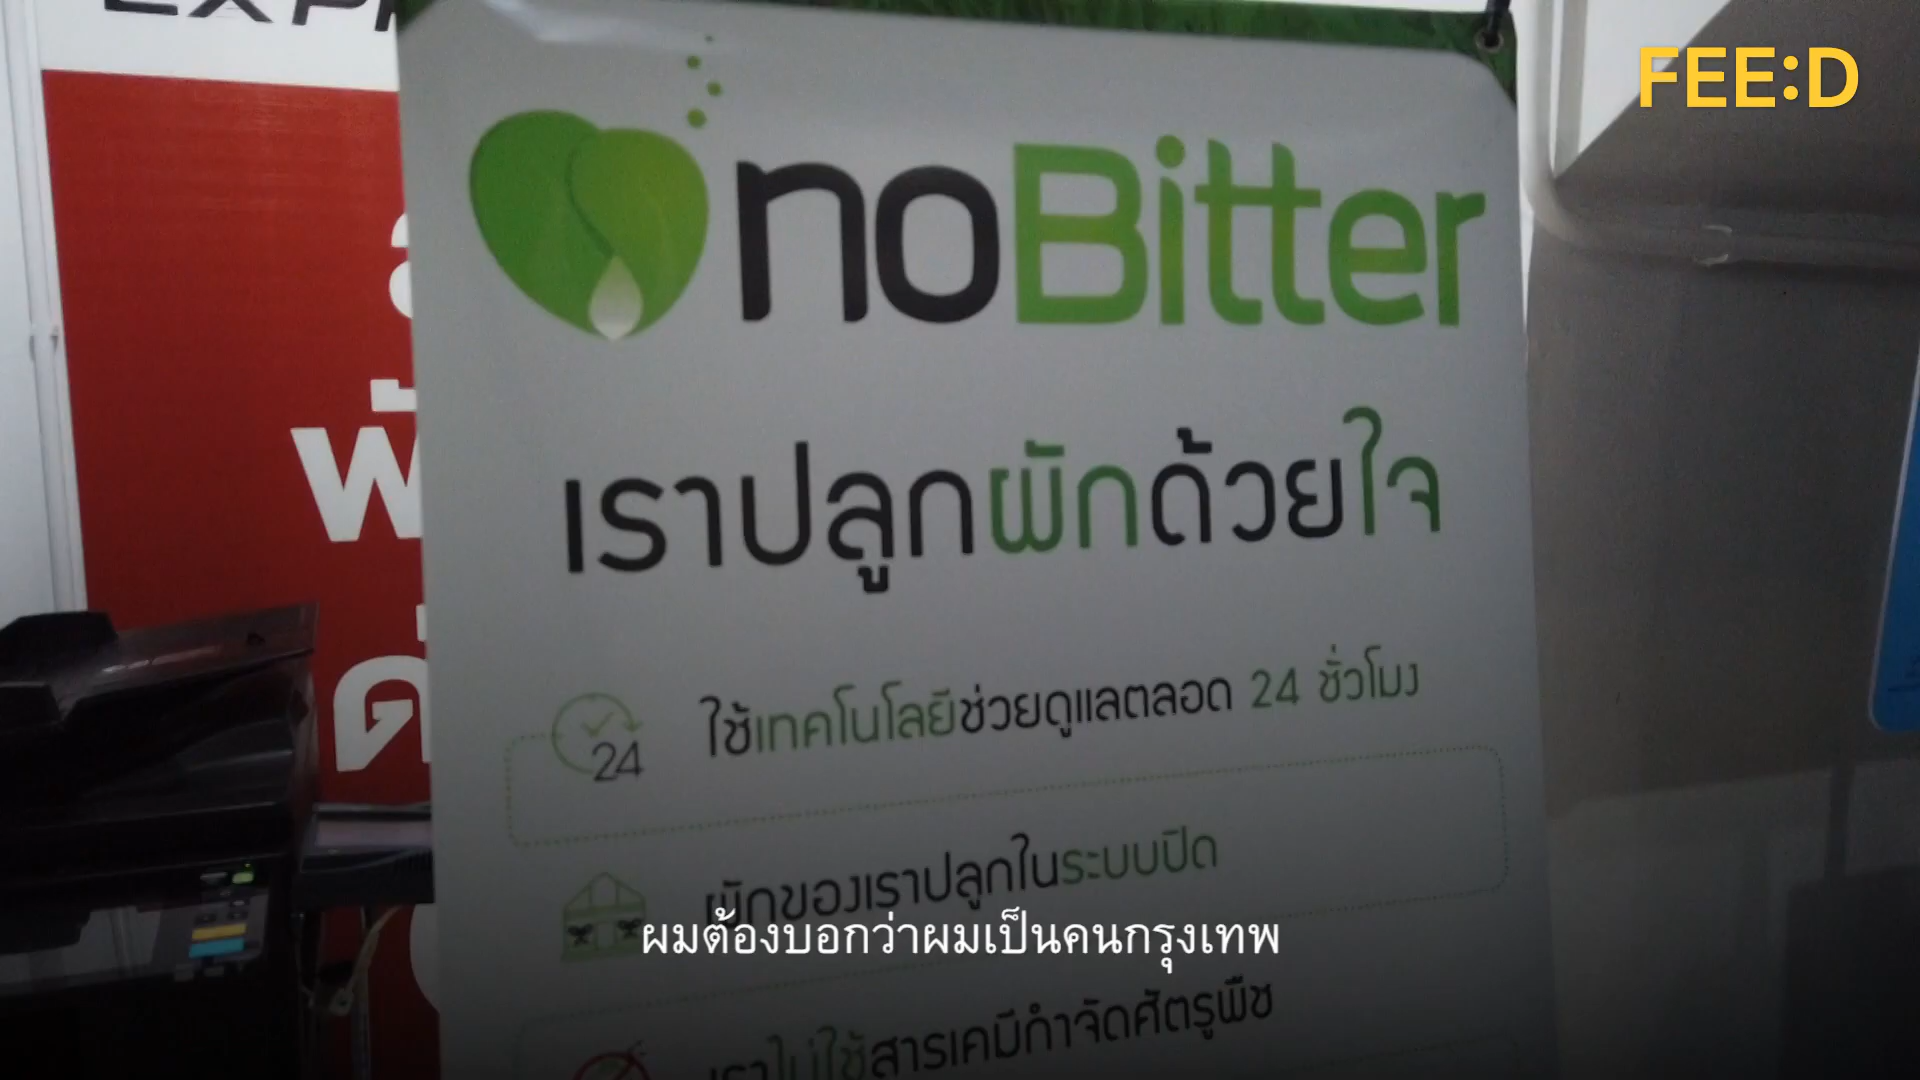 FEE:D
noBitter
เราปลูกผักด้วยใจ
24
ใช้เทคโนโลยีช่วยดูแลตลอด 24 ชั่วโมง
ผักของเราปลูกในระบบปิด
ผมต้องบอกว่าผมเป็นคนกรุงเทพ
เราไม่ใช้สารเคมีกำจัดศัตรูพืช